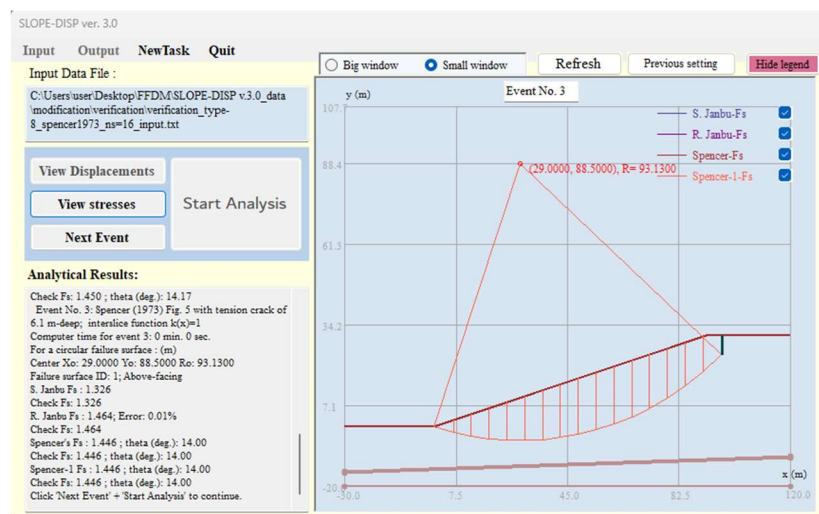 SLOPE-DISP ver. 3.0
Input Output NewTask Quit
Input Data File :
C:\Users\user\Desktop\FFDM\SLOPE-DISP v.3.0_data
\modification\verification\verification_type-
8_spencer1973_ns=16_input.txt
View Displacements
View stresses
Next Event
Start Analysis
Analytical Results:
Check Fs: 1.450 ; theta (deg.): 14.17
Event No. 3: Spencer (1973) Fig. 5 with tension crack of
6.1 m-deep; interslice function k(x)=1
Computer time for event 3: 0 min. 0 sec.
For a circular failure surface : (m)
Center Xo: 29.0000 Yo: 88.5000 Ro: 93.1300
Failure surface ID: 1; Above-facing
S. Janbu Fs : 1.326
Check Fs: 1.326
R. Janbu Fs : 1.464; Error: 0.01%
Check Fs: 1.464
Spencer's Fs : 1.446 ; theta (deg.): 14.00
Check Fs: 1.446 ; theta (deg.): 14.00
Spencer-1 Fs : 1.446 ; theta (deg.): 14.00
Check Fs: 1.446 ; theta (deg.): 14.00
Click 'Next Event' + 'Start Analysis' to continue.
Big window Small window Refresh Previous setting Hide legend
y (m)
Event No. 3
107.7
S. Janbu-Fs
R. Janbu-Fs
Spencer-Fs
Spencer-1-Fs
88.4
(29.0000, 88.5000), R= 93.1300
61.3
34.2
7.1
x (m)
-20.0
-30.0 7.5 45.0 82.5 120.0